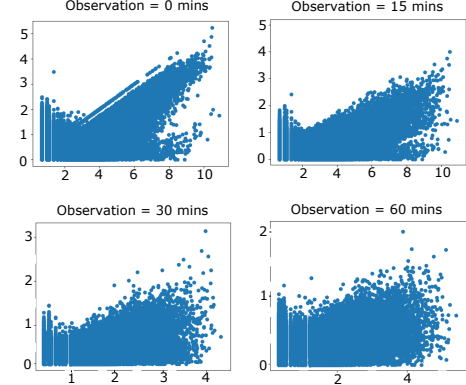 Observation = 0 mins
5
4
3
2
1
0
2 4 6 8 10
Observation = 15 mins
5
4
3
2
1
0
2 4 6 8 10
Observation = 30 mins
3
2
1
0
1 2 3 4
Observation = 60 mins
2
1
0
2 4